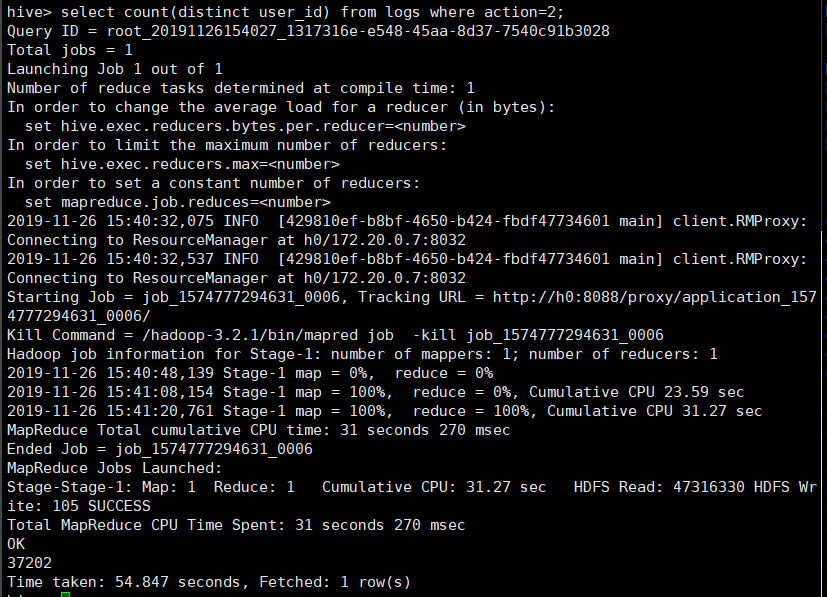 hive> select count(distinct user_id) from logs where action=2;
Query ID = root_20191126154027_1317316e-e548-45aa-8d37-7540c91b3028
Total jobs = 1
Launching Job 1 out of 1
Number of reduce tasks determined at compile time: 1
In order to change the average load for a reducer (in bytes):
  set hive.exec.reducers.bytes.per.reducer=<number>
In order to limit the maximum number of reducers:
  set hive.exec.reducers.max=<number>
In order to set a constant number of reducers:
  set mapreduce.job.reduces=<number>
2019-11-26 15:40:32,075 INFO  [429810ef-b8bf-4650-b424-fbdf47734601 main] client.RMProxy:
Connecting to ResourceManager at h0/172.20.0.7:8032
2019-11-26 15:40:32,537 INFO  [429810ef-b8bf-4650-b424-fbdf47734601 main] client.RMProxy:
Connecting to ResourceManager at h0/172.20.0.7:8032
Starting Job = job_1574777294631_0006, Tracking URL = http://h0:8088/proxy/application_157
4777294631_0006/
Kill Command = /hadoop-3.2.1/bin/mapred job  -kill job_1574777294631_0006
Hadoop job information for Stage-1: number of mappers: 1; number of reducers: 1
2019-11-26 15:40:48,139 Stage-1 map = 0%,  reduce = 0%
2019-11-26 15:41:08,154 Stage-1 map = 100%,  reduce = 0%, Cumulative CPU 23.59 sec
2019-11-26 15:41:20,761 Stage-1 map = 100%,  reduce = 100%, Cumulative CPU 31.27 sec
MapReduce Total cumulative CPU time: 31 seconds 270 msec
Ended Job = job_1574777294631_0006
MapReduce Jobs Launched:
Stage-Stage-1: Map: 1  Reduce: 1   Cumulative CPU: 31.27 sec   HDFS Read: 47316330 HDFS Wr
ite: 105 SUCCESS
Total MapReduce CPU Time Spent: 31 seconds 270 msec
OK
37202
Time taken: 54.847 seconds, Fetched: 1 row(s)